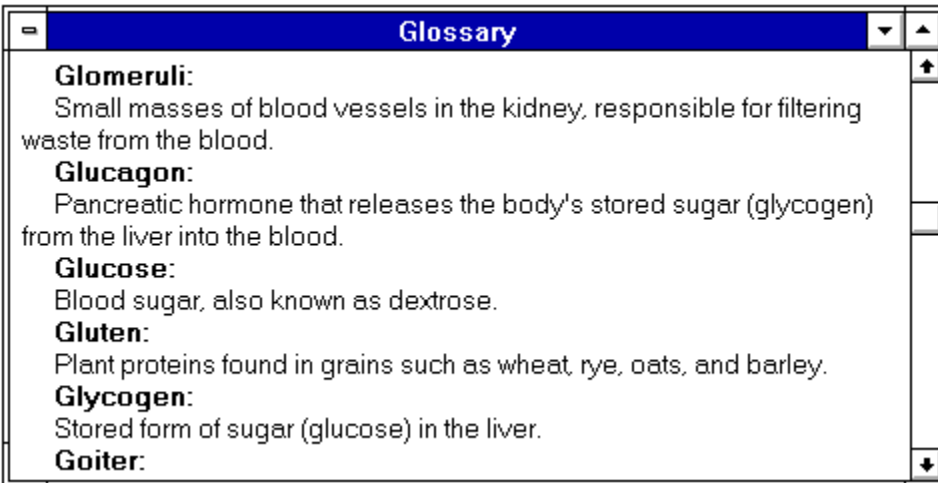 Glossary
Glomeruli:
Small masses of blood vessels in the kidney, responsible for filtering
waste from the blood.
Glucagon:
Pancreatic hormone that releases the body's stored sugar (glycogen)
from the liver into the blood.
Glucose:
Blood sugar, also known as dextrose.
Gluten:
Plant proteins found in grains such as wheat, rye, oats, and barley.
Glycogen:
Stored form of sugar (glucose) in the liver.
Goiter: